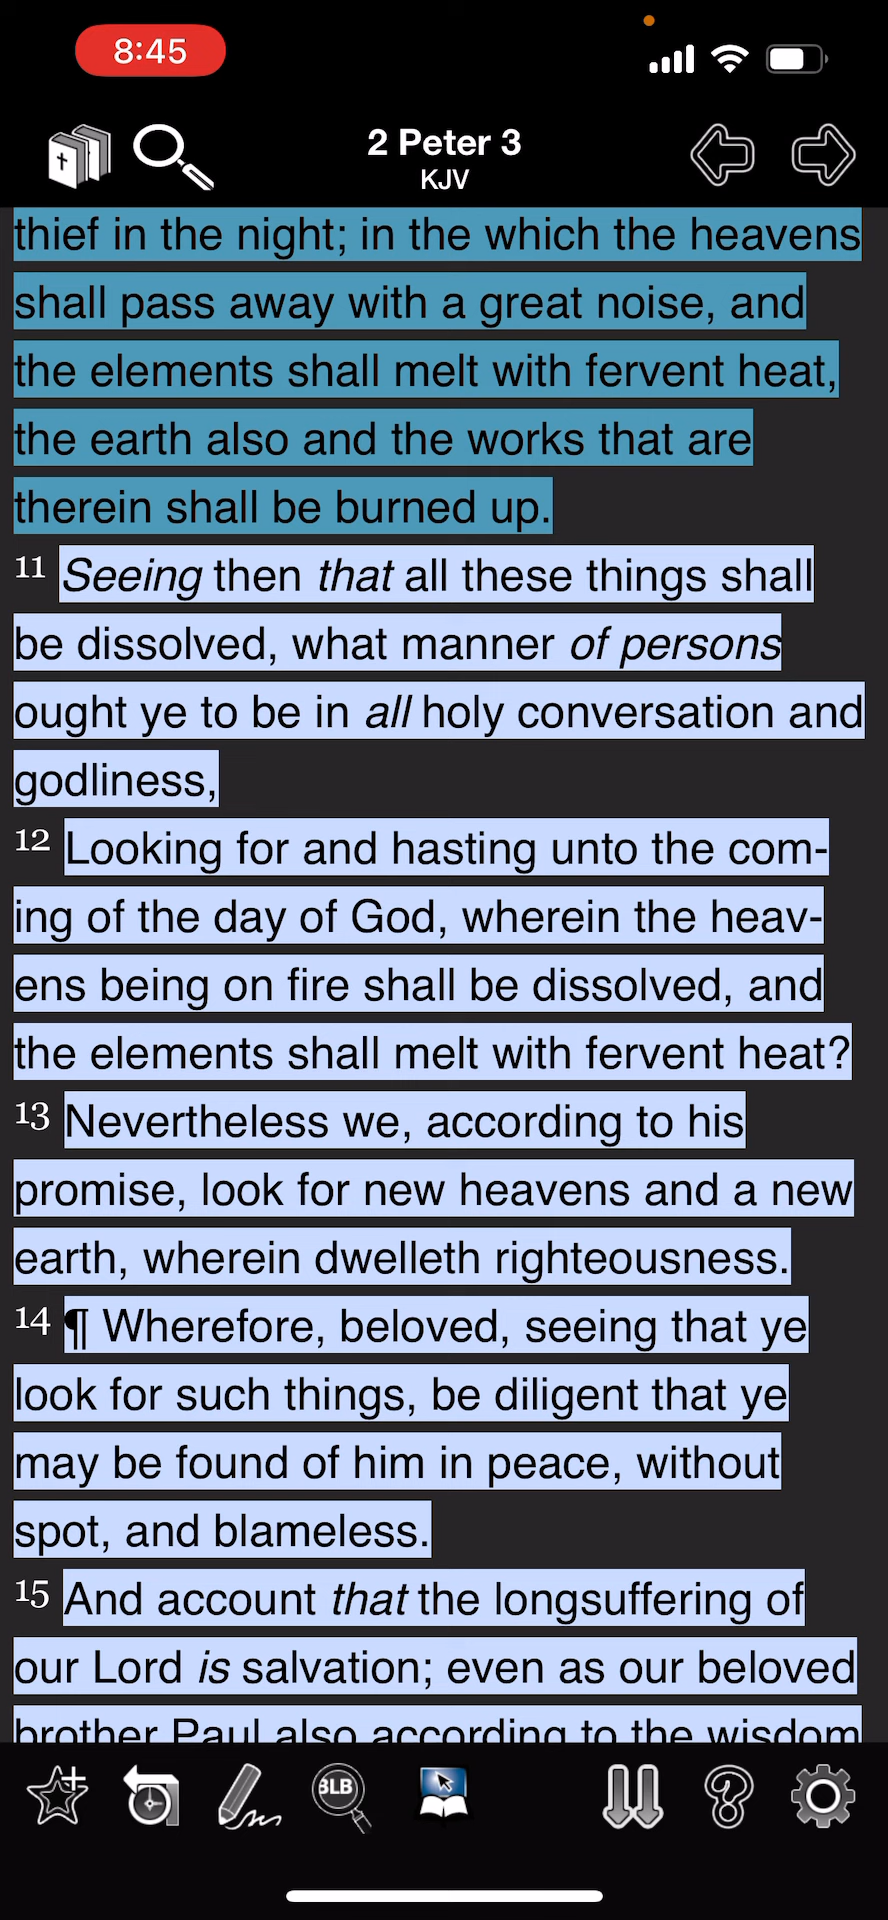 8:45
2 Peter 3
KJV
thief in the night; in the which the heavens
shall pass away with a great noise, and
the elements shall melt with fervent heat,
the earth also and the works that are
therein shall be burned up.
11 Seeing then that all these things shall
be dissolved, what manner of persons
ought ye to be in all holy conversation and
godliness,
12 Looking for and hasting unto the com-
ing of the day of God, wherein the heav-
ens being on fire shall be dissolved, and
the elements shall melt with fervent heat?
13 Nevertheless we, according to his
promise, look for new heavens and a new
earth, wherein dwelleth righteousness.
14 ¶ Wherefore, beloved, seeing that ye
look for such things, be diligent that ye
may be found of him in peace, without
spot, and blameless.
15 And account that the longsuffering of
our Lord is salvation; even as our beloved
brother Paul also according to the wisdom
BLB